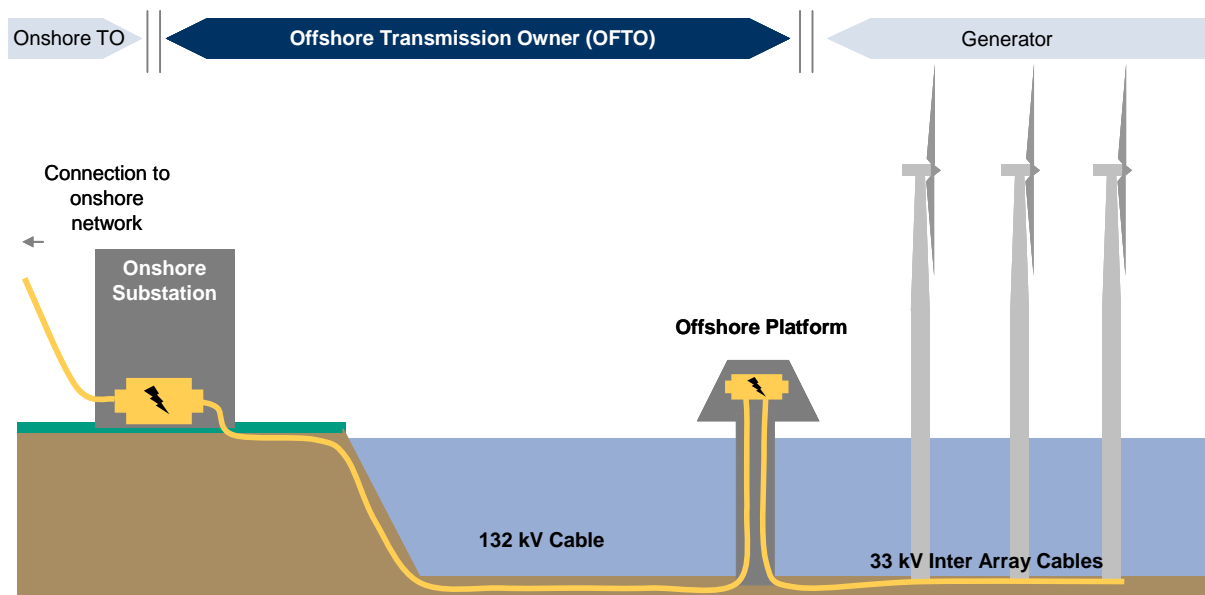 Onshore TO
Offshore Transmission Owner (OFTO)
Generator
Connection to
onshore
network
Onshore
Substation
Offshore Platform
132 kV Cable
33 kV Inter Array Cables